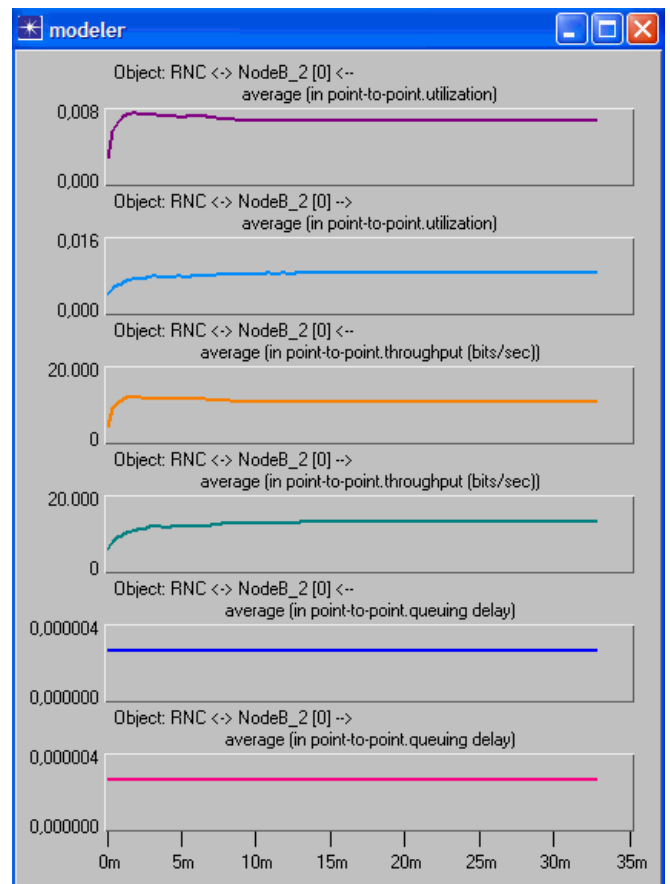 modeler
Object: RNC <-> NodeB_2 [0] <--
average (in point-to-point.utilization)
0,008
0,000
Object: RNC <-> NodeB_2 [0] -->
average (in point-to-point.utilization)
0,016
0,000
Object: RNC <-> NodeB_2 [0] <--
average (in point-to-point.throughput (bits/sec))
20.000
0
Object: RNC <-> NodeB_2 [0] -->
average (in point-to-point.throughput (bits/sec))
20.000
0
Object: RNC <-> NodeB_2 [0] <--
average (in point-to-point.queuing delay)
0,000004
0,000000
Object: RNC <-> NodeB_2 [0] -->
average (in point-to-point.queuing delay)
0,000004
0,000000
0m 5m 10m 15m 20m 25m 30m 35m